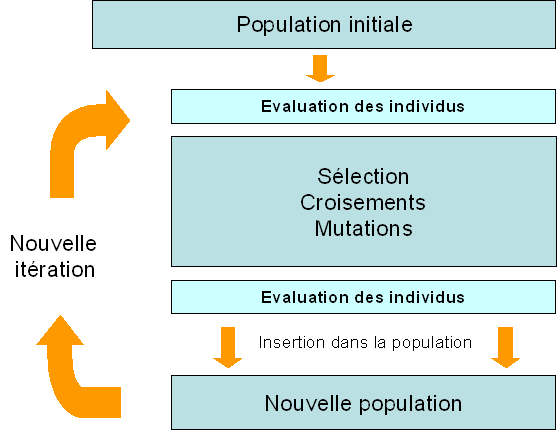 Population initiale
Evaluation des individus
Sélection
Croisements
Mutations
Nouvelle
itération
Evaluation des individus
Insertion dans la population
Nouvelle population